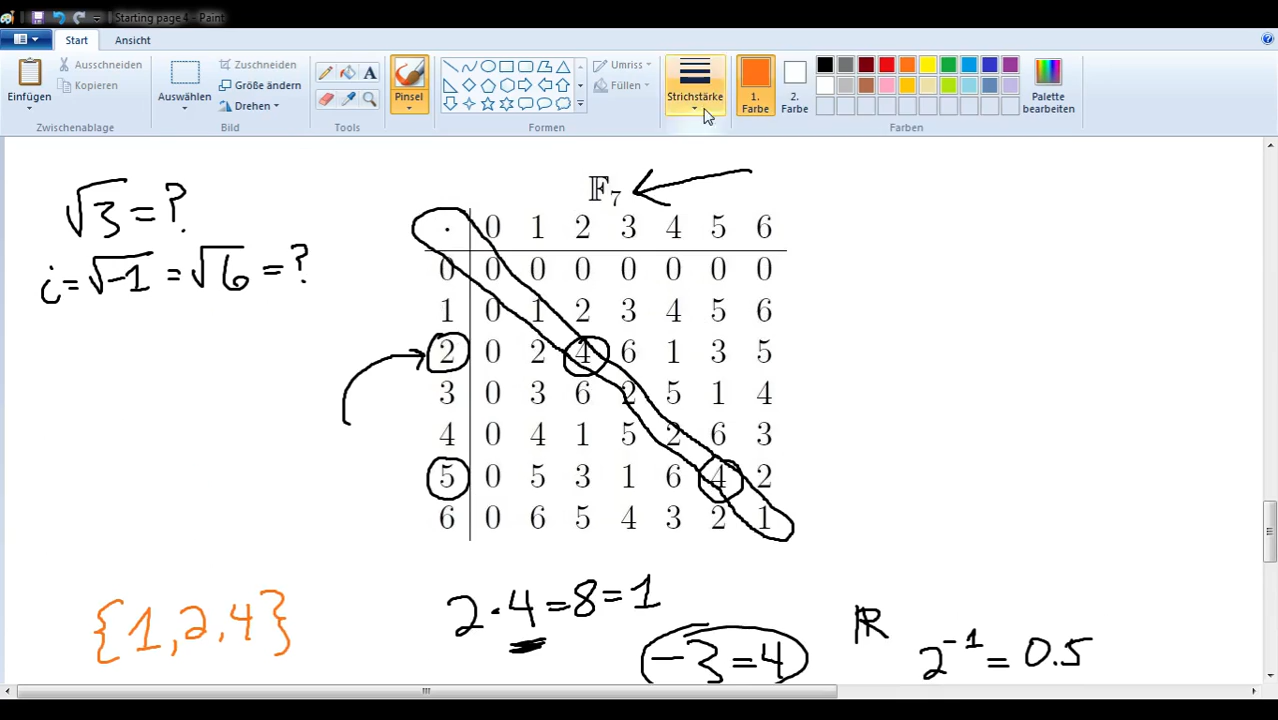 Starting page 4 - Paint
Start Ansicht
Einfügen
Ausschneiden
Kopieren
Zwischenablage
Auswählen
Zuschneiden
Größe ändern
Drehen
Bild
A
Tools
Pinsel
Umriss
Füllen
Formen
Strichstärke
1. Farbe
2. Farbe
Palette bearbeiten
Farben
√3 = ?
i = √-1 = √6 = ?
𝔽₇
· 0 1 2 3 4 5 6
0 0 0 0 0 0 0 0
1 0 1 2 3 4 5 6
2 0 2 4 6 1 3 5
3 0 3 6 2 5 1 4
4 0 4 1 5 2 6 3
5 0 5 3 1 6 4 2
6 0 6 5 4 3 2 1
{1,2,4}
2·4=8=1
-3=4
ℝ
2⁻¹ = 0.5